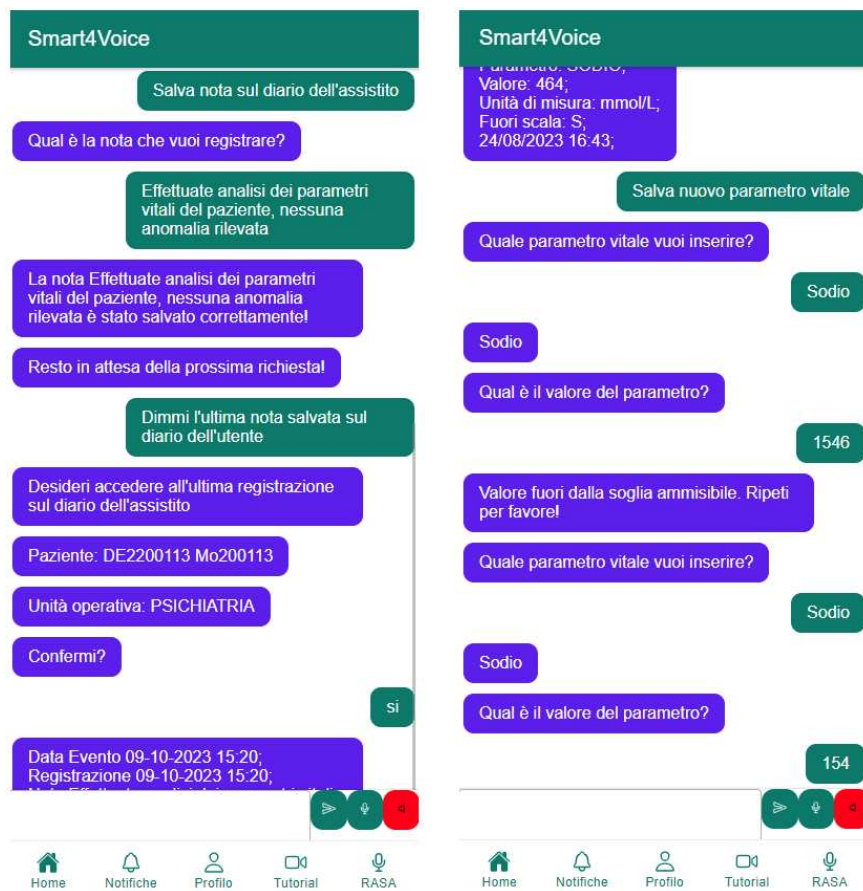 Smart4Voice
Salva nota sul diario dell'assistito
Qual è la nota che vuoi registrare?
Effettuate analisi dei parametri
vitali del paziente, nessuna
anomalia rilevata
La nota Effettuate analisi dei parametri
vitali del paziente, nessuna anomalia
rilevata è stato salvato correttamente!
Resto in attesa della prossima richiesta!
Dimmi l'ultima nota salvata sul
diario dell'utente
Desideri accedere all'ultima registrazione
sul diario dell'assistito
Paziente: DE2200113 Mo200113
Unità operativa: PSICHIATRIA
Confermi?
si
Data Evento 09-10-2023 15:20;
Registrazione 09-10-2023 15:20;
Home Notifiche Profilo Tutorial RASA
Smart4Voice
Parametro: SODIO;
Valore: 464;
Unità di misura: mmol/L;
Fuori scala: S;
24/08/2023 16:43;
Salva nuovo parametro vitale
Quale parametro vitale vuoi inserire?
Sodio
Sodio
Qual è il valore del parametro?
1546
Valore fuori dalla soglia ammisibile. Ripeti
per favore!
Quale parametro vitale vuoi inserire?
Sodio
Sodio
Qual è il valore del parametro?
154
Home Notifiche Profilo Tutorial RASA